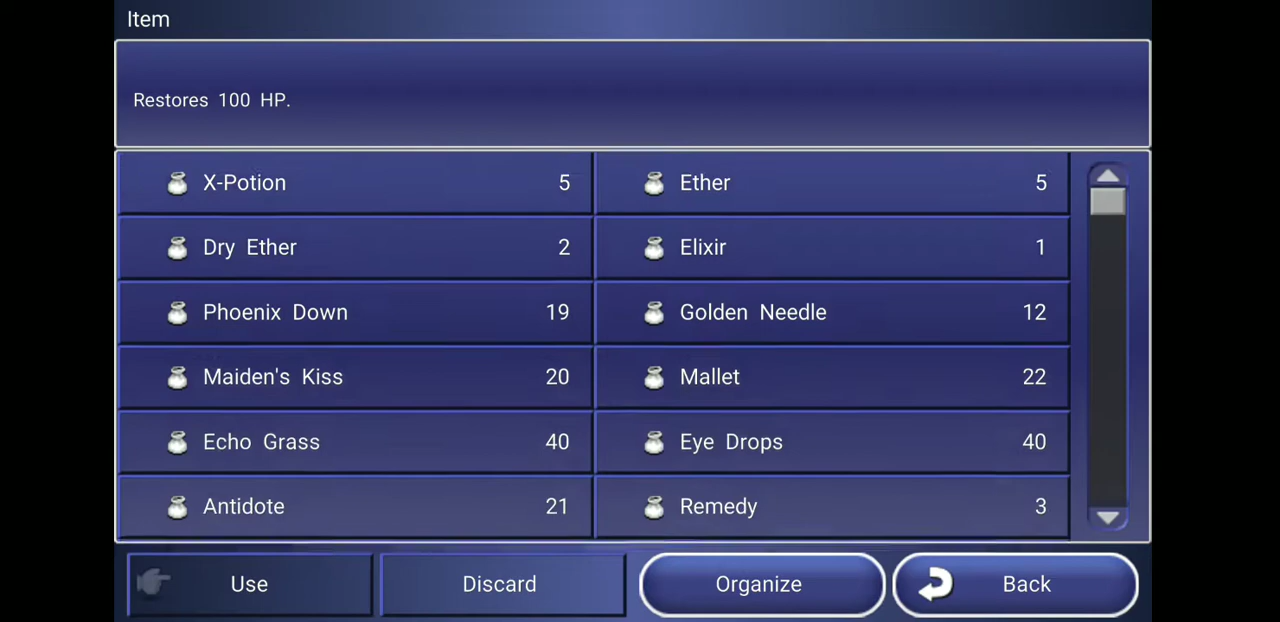 Item
Restores 100 HP.
X-Potion 5 Ether 5
Dry Ether 2 Elixir 1
Phoenix Down 19 Golden Needle 12
Maiden's Kiss 20 Mallet 22
Echo Grass 40 Eye Drops 40
Antidote 21 Remedy 3
Use Discard Organize Back